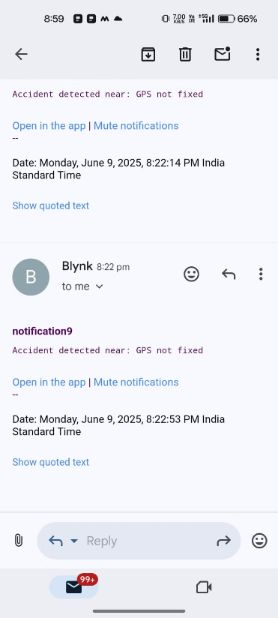 8:59
66%
Accident detected near: GPS not fixed
Open in the app | Mute notifications
--
Date: Monday, June 9, 2025, 8:22:14 PM India
Standard Time
Show quoted text
B
Blynk 8:22 pm
to me
notification9
Accident detected near: GPS not fixed
Open in the app | Mute notifications
--
Date: Monday, June 9, 2025, 8:22:53 PM India
Standard Time
Show quoted text
Reply
99+